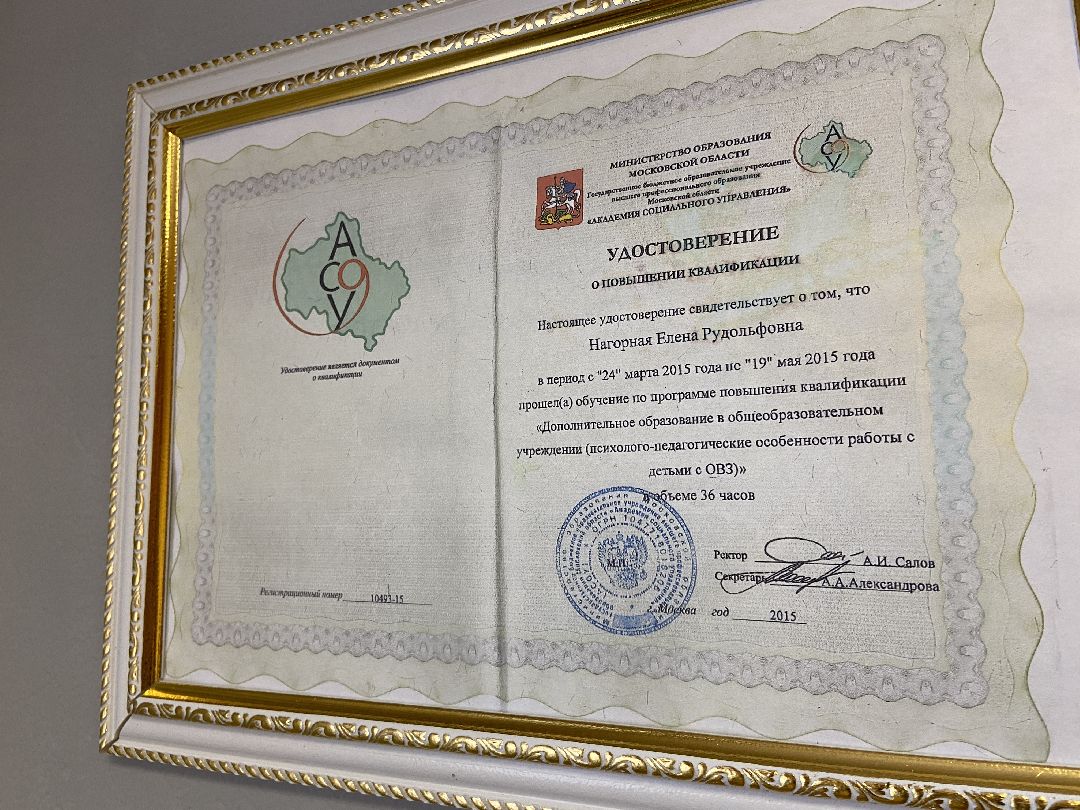 АСОУ
Удостоверение является документом
о квалификации
Регистрационный номер 10493-15
МИНИСТЕРСТВО ОБРАЗОВАНИЯ
МОСКОВСКОЙ ОБЛАСТИ
Государственное бюджетное образовательное учреждение
высшего профессионального образования
Московской области
«АКАДЕМИЯ СОЦИАЛЬНОГО УПРАВЛЕНИЯ»
АСОУ
УДОСТОВЕРЕНИЕ
О ПОВЫШЕНИИ КВАЛИФИКАЦИИ
Настоящее удостоверение свидетельствует о том, что
Нагорная Елена Рудольфовна
в период с "24" марта 2015 года по "19" мая 2015 года
прошел(а) обучение по программе повышения квалификации
«Дополнительное образование в общеобразовательном
учреждении (психолого-педагогические особенности работы с
детьми с ОВЗ)»
в объеме 36 часов
М.П.
Ректор А.И. Салов
Секретарь А.Д.Александрова
г. Москва год 2015